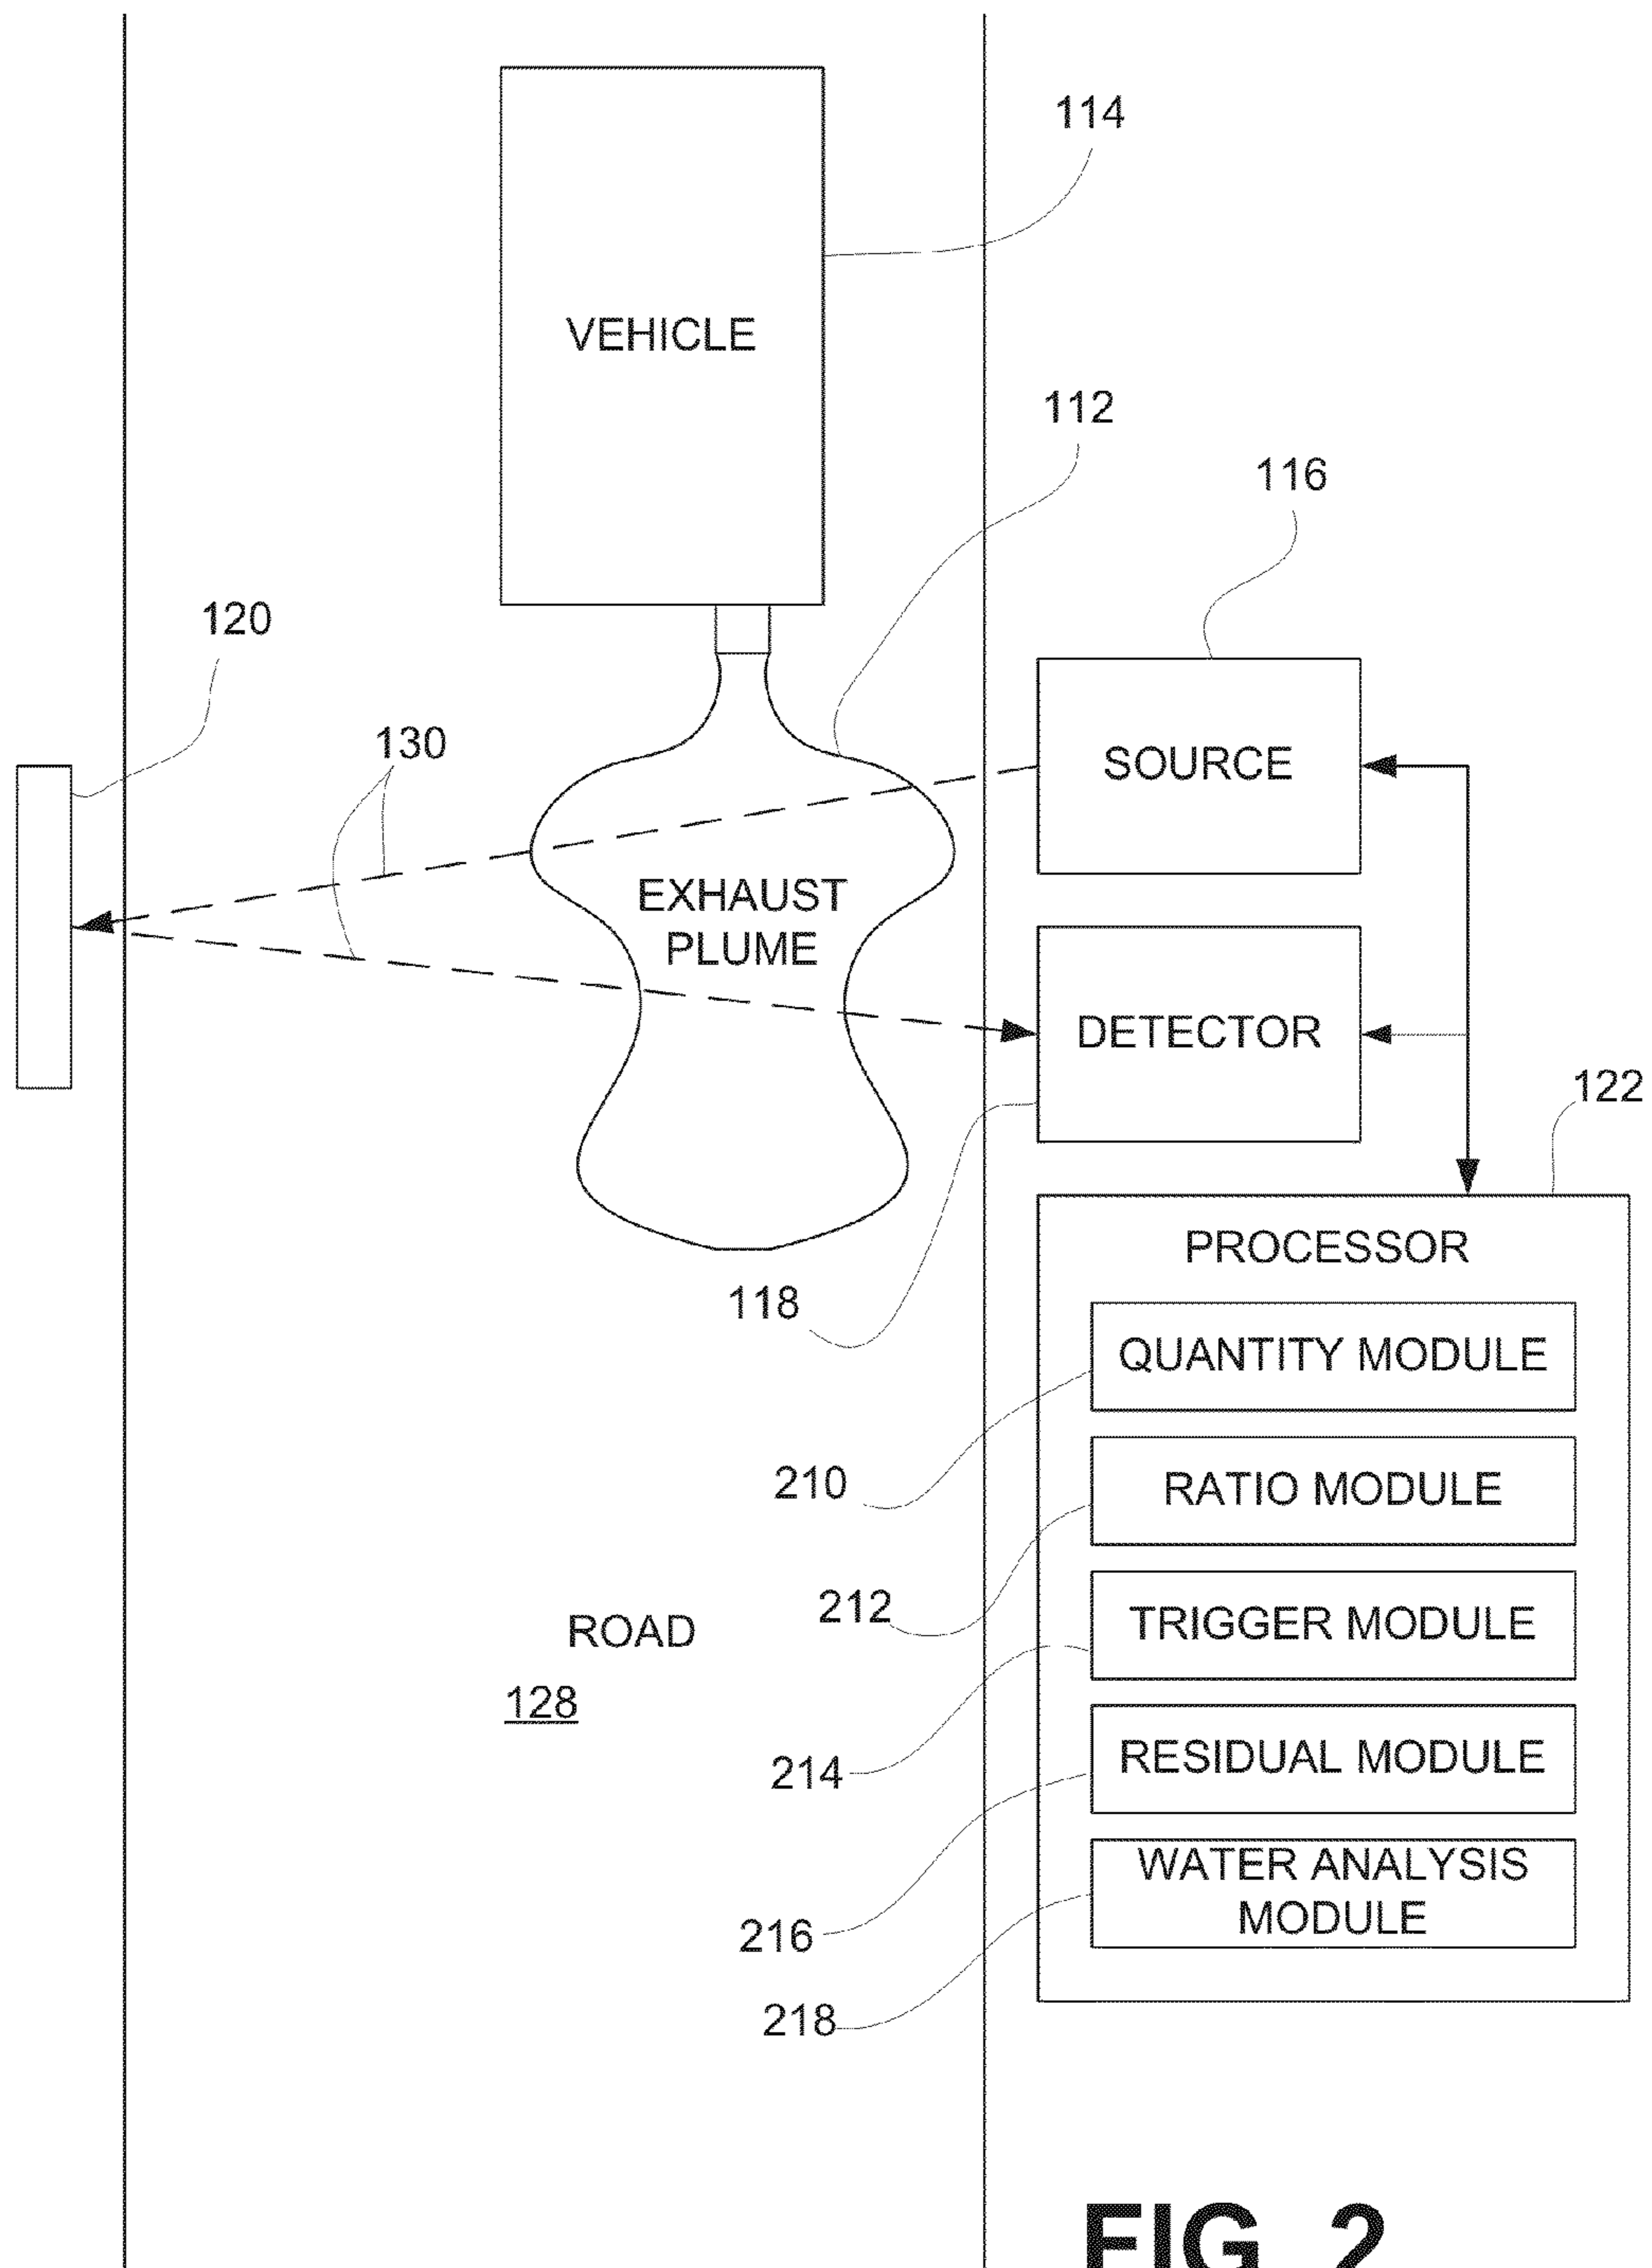 114
VEHICLE
112
116
120
130
SOURCE
EXHAUST
PLUME
DETECTOR
122
PROCESSOR
118
QUANTITY MODULE
210
RATIO MODULE
212
TRIGGER MODULE
ROAD
128
214
RESIDUAL MODULE
216
WATER ANALYSIS
MODULE
218
FIG. 2